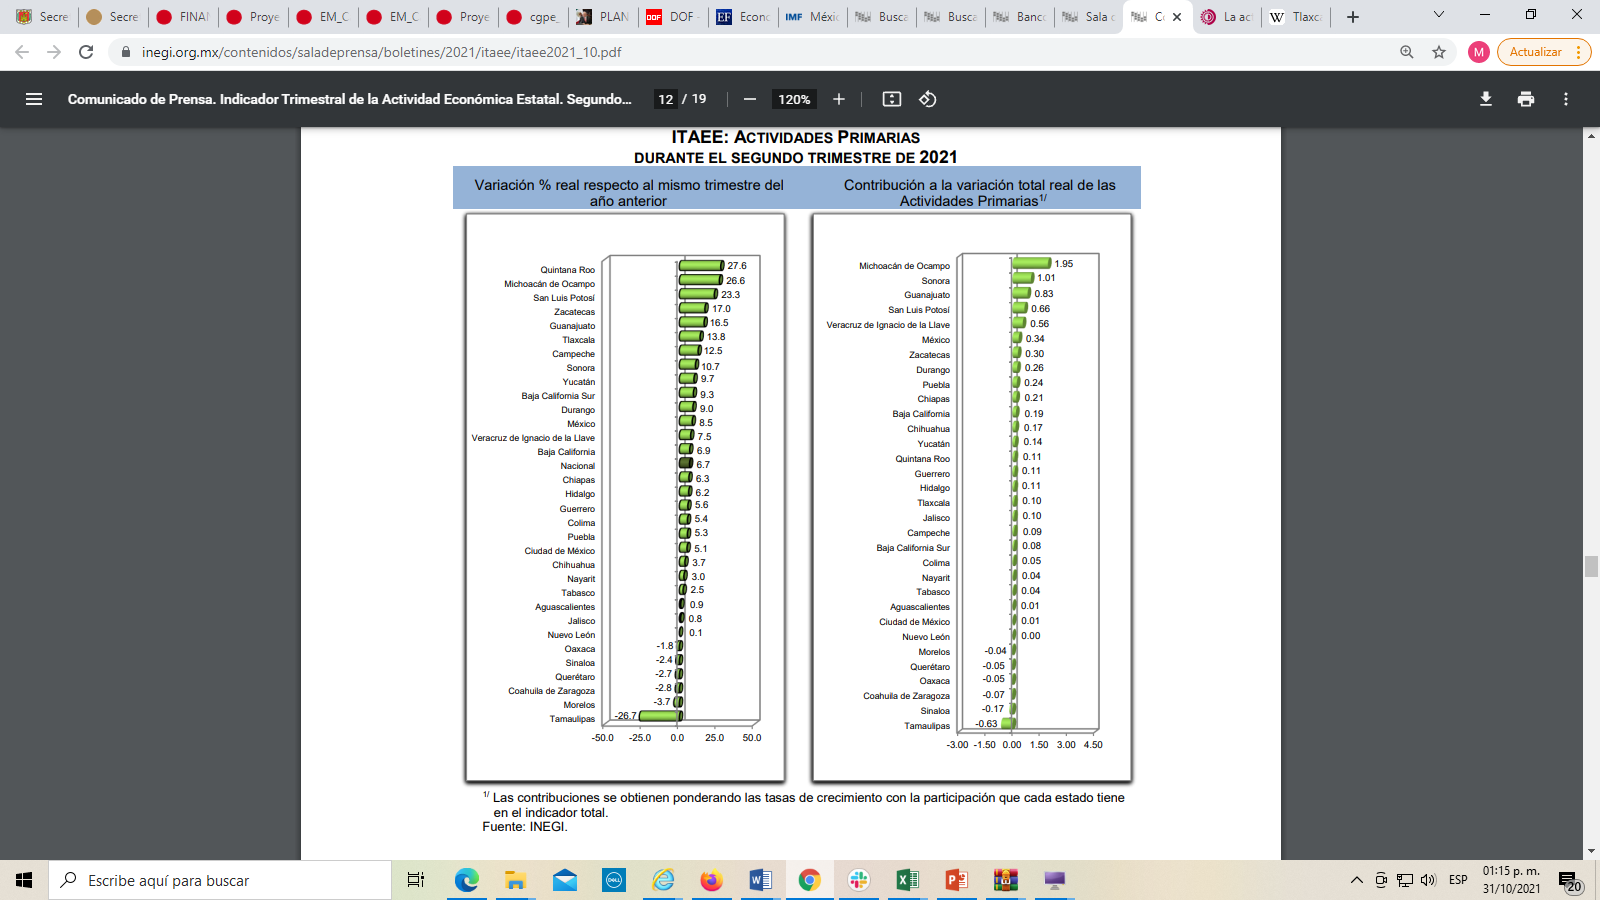 Secre
Secre
FINAN
Proye
EM_C
EM_C
Proye
cgpe_
PLAN
DOF
DOF -
EF
Econo
IMF
Méxi
Busca
Busca
Banco
Sala d
Co
La act
W
Tlaxca
inegi.org.mx/contenidos/saladeprensa/boletines/2021/itaee/itaee2021_10.pdf
M
Actualizar
Comunicado de Prensa. Indicador Trimestral de la Actividad Económica Estatal. Segundo...
12 / 19
120%
ITAEE: ACTIVIDADES PRIMARIAS
DURANTE EL SEGUNDO TRIMESTRE DE 2021
Variación % real respecto al mismo trimestre del
año anterior
Quintana Roo 27.6
Michoacán de Ocampo 26.6
San Luis Potosí 23.3
Zacatecas 17.0
Guanajuato 16.5
Tlaxcala 13.8
Campeche 12.5
Sonora 10.7
Yucatán 9.7
Baja California Sur 9.3
Durango 9.0
México 8.5
Veracruz de Ignacio de la Llave 7.5
Baja California 6.9
Nacional 6.7
Chiapas 6.3
Hidalgo 6.2
Guerrero 5.6
Colima 5.4
Puebla 5.3
Ciudad de México 5.1
Chihuahua 3.7
Nayarit 3.0
Tabasco 2.5
Aguascalientes 0.9
Jalisco 0.8
Nuevo León 0.1
Oaxaca -1.8
Sinaloa -2.4
Querétaro -2.7
Coahuila de Zaragoza -2.8
Morelos -3.7
Tamaulipas -26.7
-50.0 -25.0 0.0 25.0 50.0
Contribución a la variación total real de las
Actividades Primarias1/
Michoacán de Ocampo 1.95
Sonora 1.01
Guanajuato 0.83
San Luis Potosí 0.66
Veracruz de Ignacio de la Llave 0.56
México 0.34
Zacatecas 0.30
Durango 0.26
Puebla 0.24
Chiapas 0.21
Baja California 0.19
Chihuahua 0.17
Yucatán 0.14
Quintana Roo 0.11
Guerrero 0.11
Hidalgo 0.11
Tlaxcala 0.10
Jalisco 0.10
Campeche 0.09
Baja California Sur 0.08
Colima 0.05
Nayarit 0.04
Tabasco 0.04
Aguascalientes 0.01
Ciudad de México 0.01
Nuevo León 0.00
Morelos -0.04
Querétaro -0.05
Oaxaca -0.05
Coahuila de Zaragoza -0.07
Sinaloa -0.17
Tamaulipas -0.63
-3.00 -1.50 0.00 1.50 3.00 4.50
1/ Las contribuciones se obtienen ponderando las tasas de crecimiento con la participación que cada estado tiene
en el indicador total.
Fuente: INEGI.
Escribe aquí para buscar
DELL
ESP
01:15 p. m.
31/10/2021
20